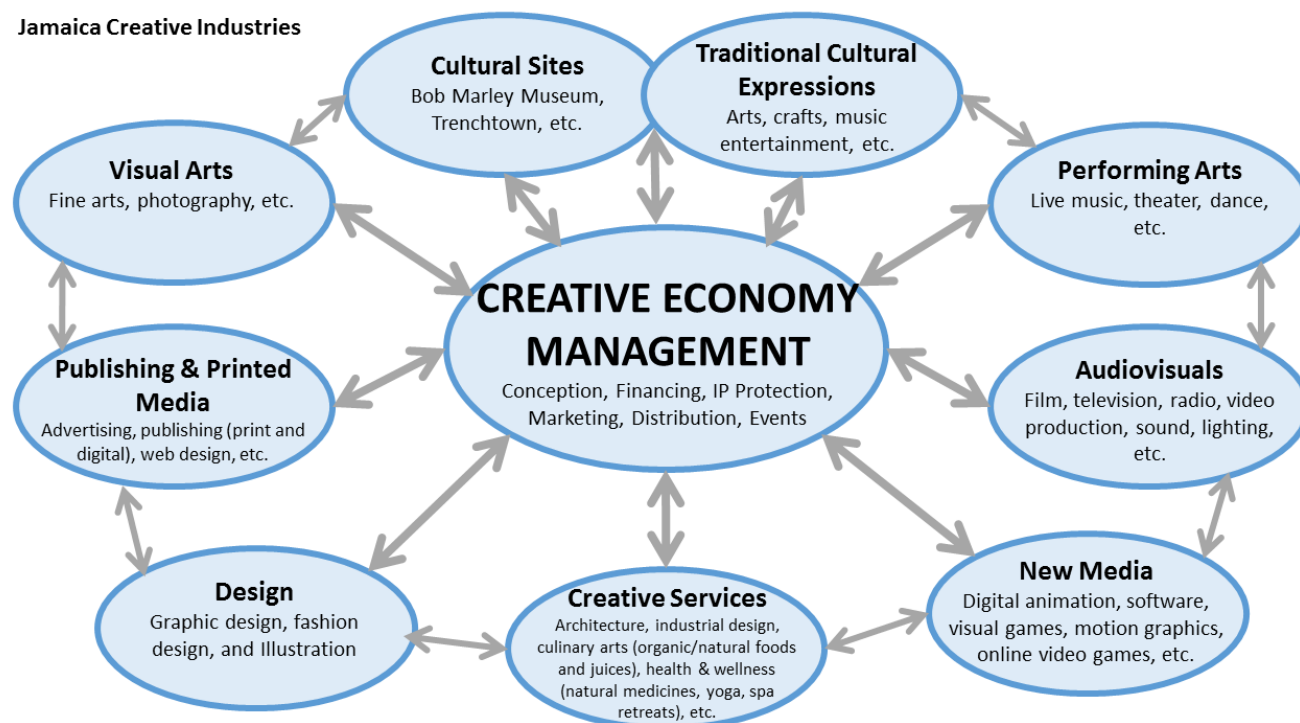 Jamaica Creative Industries
Cultural Sites
Bob Marley Museum,
Trenchtown, etc.
Traditional Cultural
Expressions
Arts, crafts, music
entertainment, etc.
Visual Arts
Fine arts, photography, etc.
Performing Arts
Live music, theater, dance,
etc.
CREATIVE ECONOMY
MANAGEMENT
Conception, Financing, IP Protection,
Marketing, Distribution, Events
Publishing & Printed
Media
Advertising, publishing (print and
digital), web design, etc.
Audiovisuals
Film, television, radio, video
production, sound, lighting,
etc.
Design
Graphic design, fashion
design, and Illustration
Creative Services
Architecture, industrial design,
culinary arts (organic/natural foods
and juices), health & wellness
(natural medicines, yoga, spa
retreats), etc.
New Media
Digital animation, software,
visual games, motion graphics,
online video games, etc.